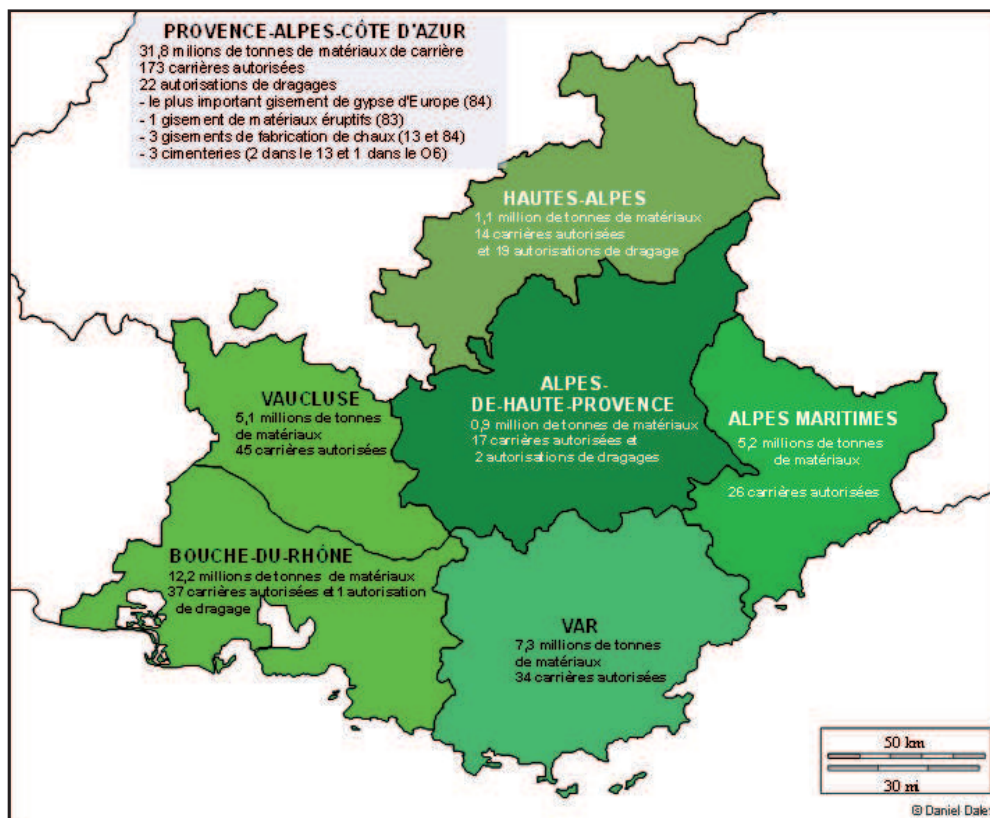 PROVENCE-ALPES-CÔTE D'AZUR
31,8 milions de tonnes de matériaux de carrière
173 carrières autorisées
22 autorisations de dragages
- le plus important gisement de gypse d'Europe (84)
- 1 gisement de matériaux éruptifs (83)
- 3 gisements de fabrication de chaux (13 et 84)
- 3 cimenteries (2 dans le 13 et 1 dans le O6)
HAUTES-ALPES
1,1 million de tonnes de matériaux
14 carrières autorisées
et 19 autorisations de dragage
VAUCLUSE
5,1 millions de tonnes
de matériaux
45 carrières autorisées
ALPES-
DE-HAUTE-PROVENCE
0,9 million de tonnes de matériaux
17 carrières autorisées et
2 autorisations de dragages
ALPES MARITIMES
5,2 millions de tonnes
de matériaux
26 carrières autorisées
BOUCHE-DU-RHÔNE
12,2 millions de tonnes de matériaux
37 carrières autorisées et 1 autorisation
de dragage
VAR
7,3 millions de tonnes
de matériaux
34 carrières autorisées
50 km
30 mi
© Daniel Dalet